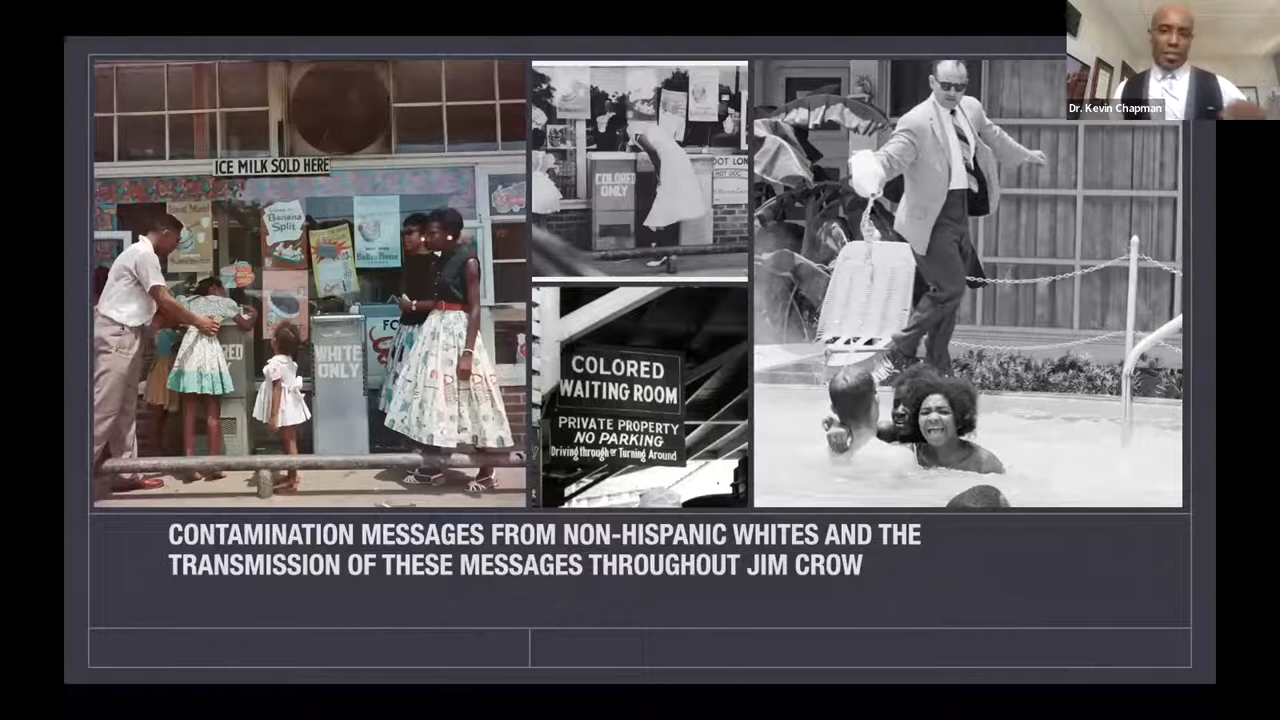 Dr. Kevin Chapman
ICE MILK SOLD HERE
Banana
Split
WHITE
ONLY
COLORED
ONLY
COLORED
WAITING ROOM
PRIVATE PROPERTY
NO PARKING
Driving through or Turning Around
CONTAMINATION MESSAGES FROM NON-HISPANIC WHITES AND THE
TRANSMISSION OF THESE MESSAGES THROUGHOUT JIM CROW